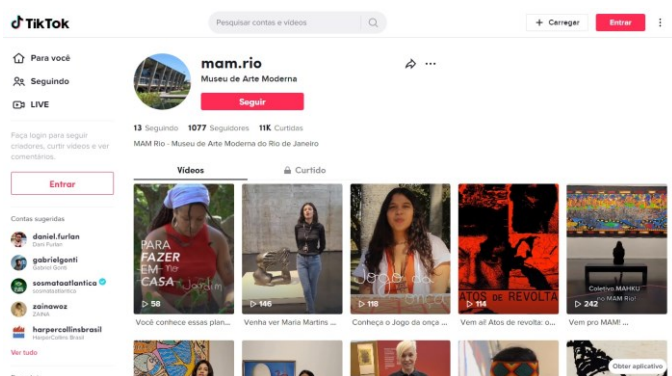 TikTok
Pesquisar contas e vídeos
+ Carregar
Entrar
Para você
Seguindo
LIVE
Faça login para seguir
criadores, curtir vídeos e ver
comentários.
Entrar
Contas sugeridas
daniel.furlan
Dani Furlan
gabrielgonti
Gabriel Gonti
sosmataatlantica
sosmataatlantica
zainawoz
ZAINA
harpercollinsbrasil
HarperCollins Brasil
Ver tudo
mam.rio
Museu de Arte Moderna
Seguir
13 Seguindo 1077 Seguidores 11K Curtidas
MAM Rio - Museu de Arte Moderna do Rio de Janeiro
Vídeos
Curtido
PARA
FAZER
EM
CASA
Jardim
58
Você conhece essas plan...
146
Venha ver Maria Martins ...
Jogo da
onça
118
Conheça o Jogo da onça ...
ATOS DE REVOLTA
114
Vem aí! Atos de revolta: o...
Coletivo MAHKU
no MAM Rio!
242
Vem pro MAM! ...
Obter aplicativo